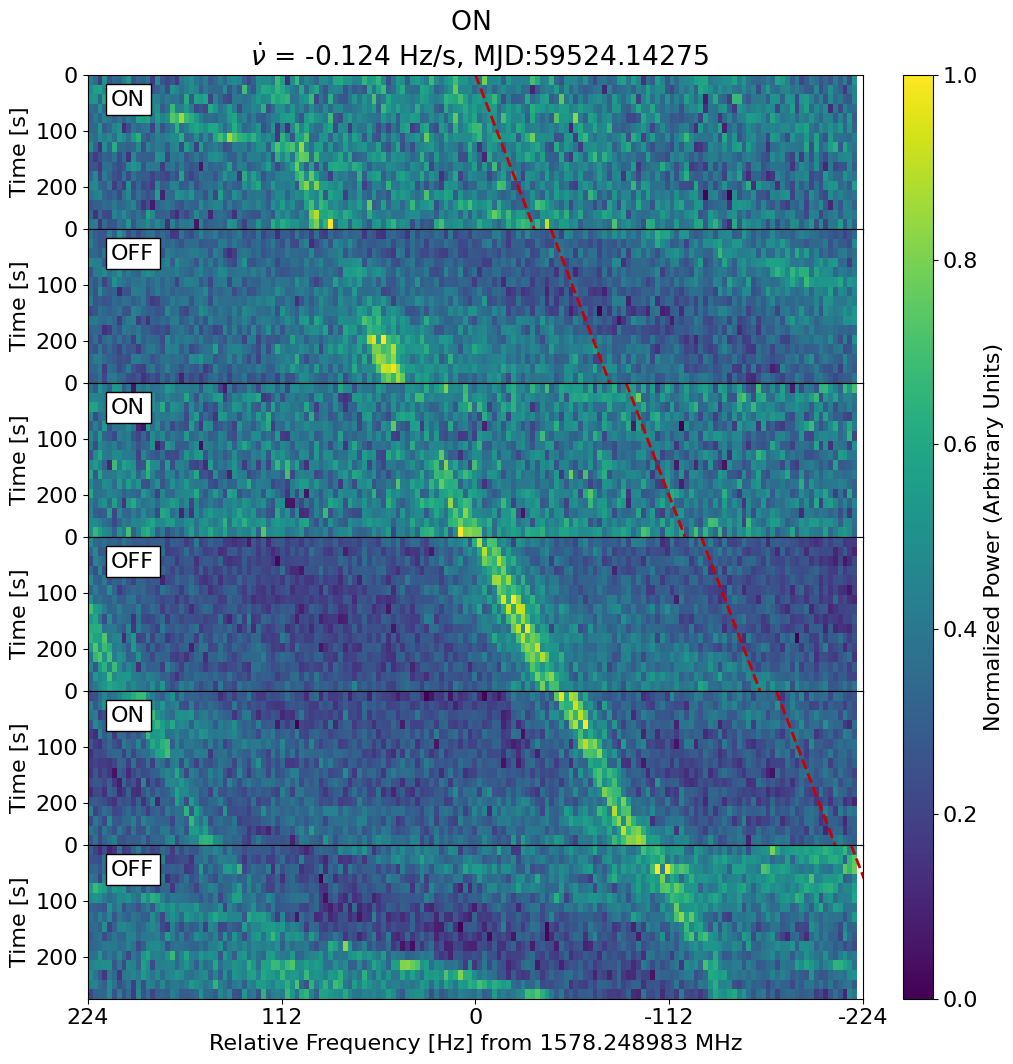 ON
ν̇ = -0.124 Hz/s, MJD:59524.14275
0
ON
100
200
Time [s]
0
OFF
100
200
Time [s]
0
ON
100
200
Time [s]
0
OFF
100
200
Time [s]
0
ON
100
200
Time [s]
0
OFF
100
200
Time [s]
224 112 0 -112 -224
Relative Frequency [Hz] from 1578.248983 MHz
1.0
0.8
0.6
0.4
0.2
0.0
Normalized Power (Arbitrary Units)